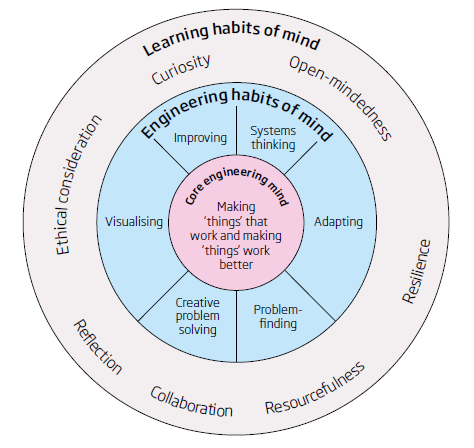 Learning habits of mind
Curiosity
Open-mindedness
Ethical consideration
Resilience
Reflection
Collaboration
Resourcefulness
Engineering habits of mind
Improving
Systems
thinking
Visualising
Adapting
Creative
problem
solving
Problem-
finding
Core engineering mind
Making
‘things’ that
work and making
‘things’ work
better